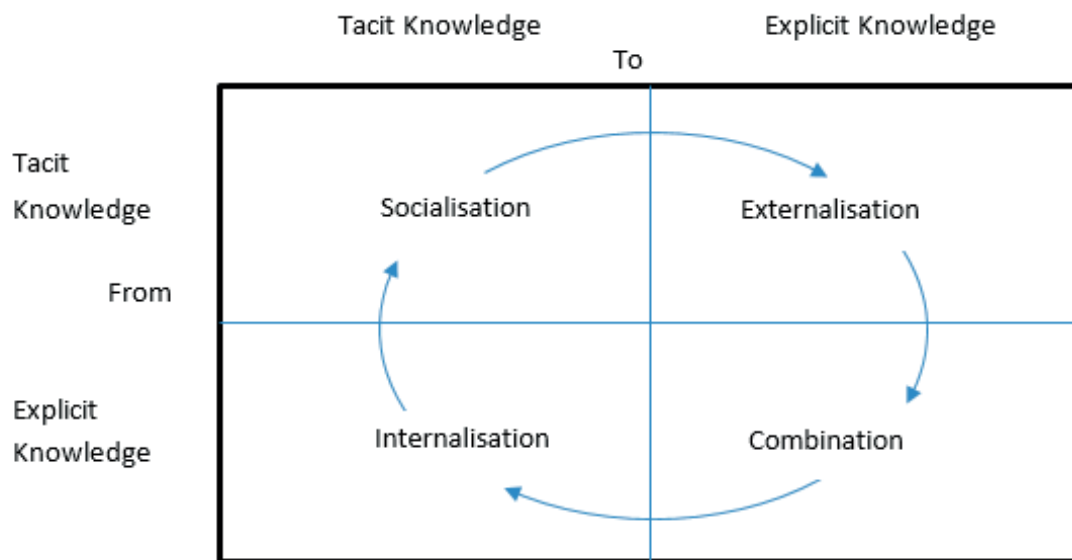 Tacit Knowledge
Explicit Knowledge
To
Tacit
Knowledge
Socialisation
Externalisation
From
Explicit
Knowledge
Internalisation
Combination